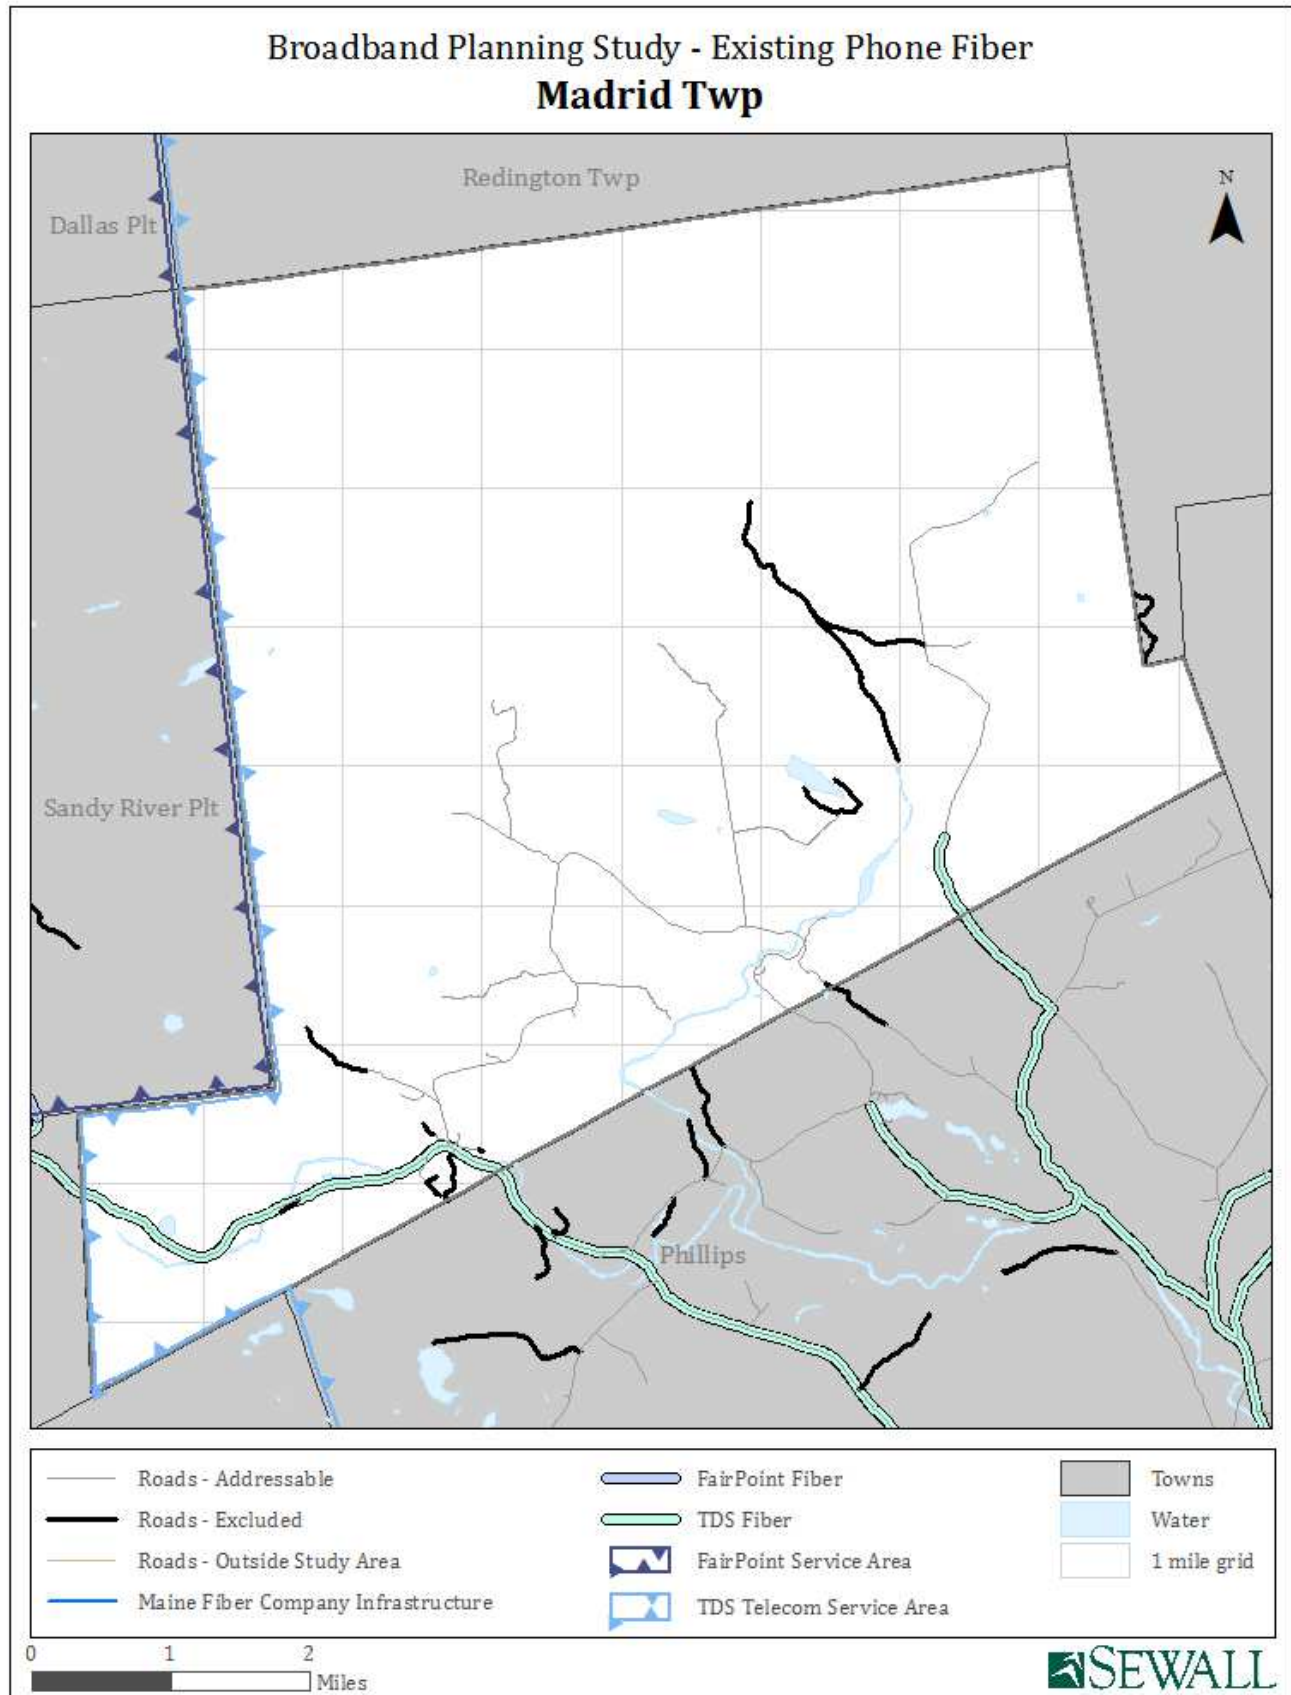 Broadband Planning Study - Existing Phone Fiber
Madrid Twp
Redington Twp
N
Dallas Plt
Sandy River Plt
Phillips
Roads - Addressable
Roads - Excluded
Roads - Outside Study Area
Maine Fiber Company Infrastructure
FairPoint Fiber
TDS Fiber
FairPoint Service Area
TDS Telecom Service Area
Towns
Water
1 mile grid
0 1 2
Miles
SEWALL